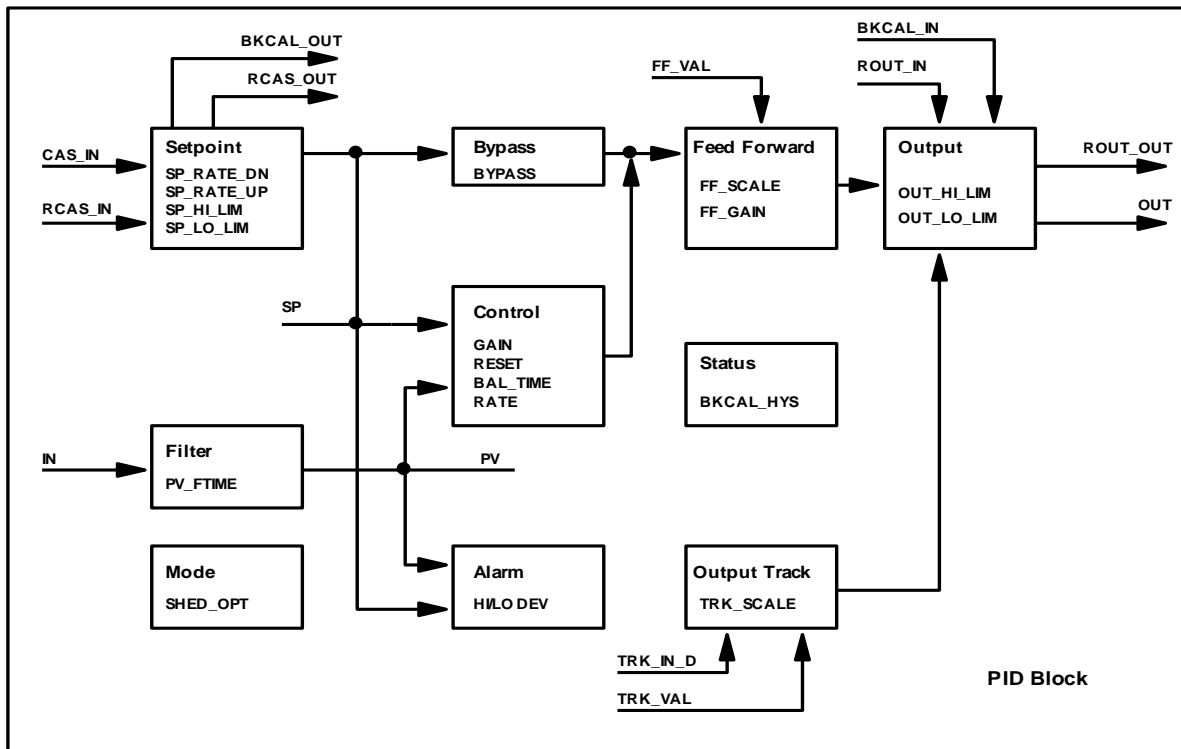 BKCAL_OUT
RCAS_OUT
BKCAL_IN
ROUT_IN
FF_VAL
CAS_IN
RCAS_IN
Setpoint
SP_RATE_DN
SP_RATE_UP
SP_HI_LIM
SP_LO_LIM
Bypass
BYPASS
Feed Forward
FF_SCALE
FF_GAIN
Output
OUT_HI_LIM
OUT_LO_LIM
ROUT_OUT
OUT
SP
Control
GAIN
RESET
BAL_TIME
RATE
Status
BKCAL_HYS
IN
Filter
PV_FTIME
PV
Mode
SHED_OPT
Alarm
HI/LO DEV
Output Track
TRK_SCALE
TRK_IN_D
TRK_VAL
PID Block